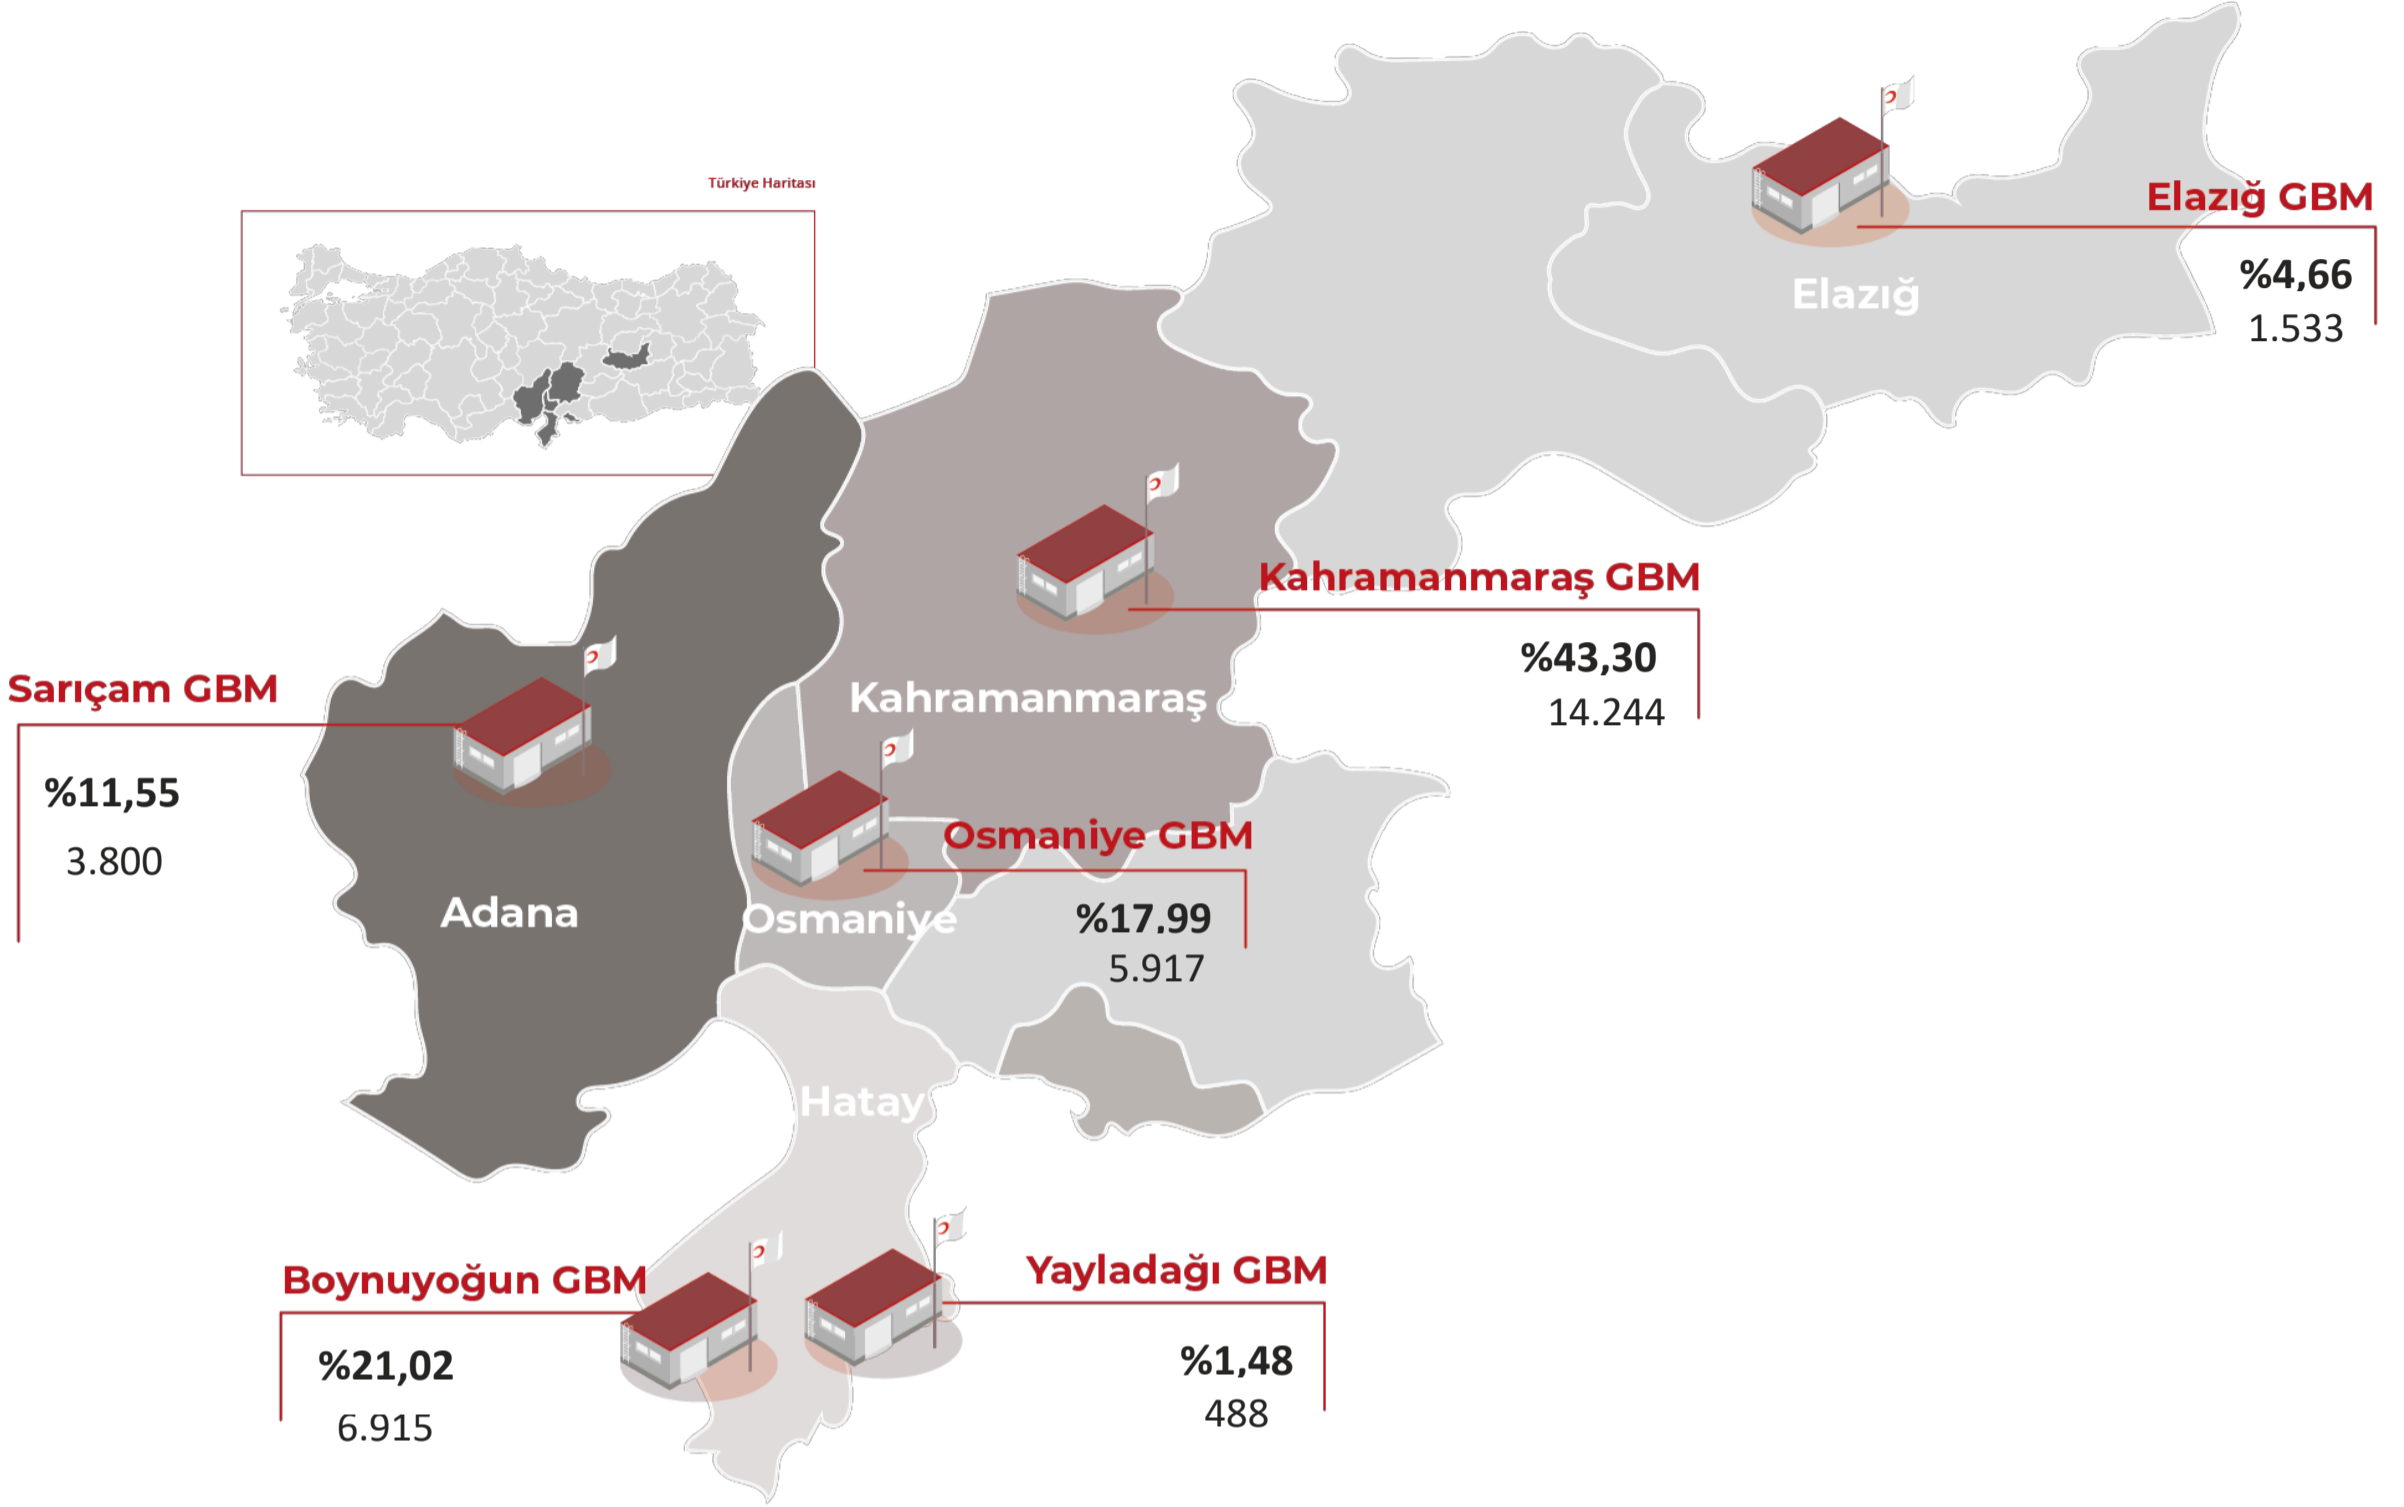 Türkiye Haritası
Elazığ GBM
%4,66
1.533
Elazığ
Kahramanmaraş GBM
%43,30
14.244
Kahramanmaraş
Sarıçam GBM
%11,55
3.800
Adana
Osmaniye GBM
%17,99
5.917
Osmaniye
Hatay
Boynuyoğun GBM
%21,02
6.915
Yayladağı GBM
%1,48
488